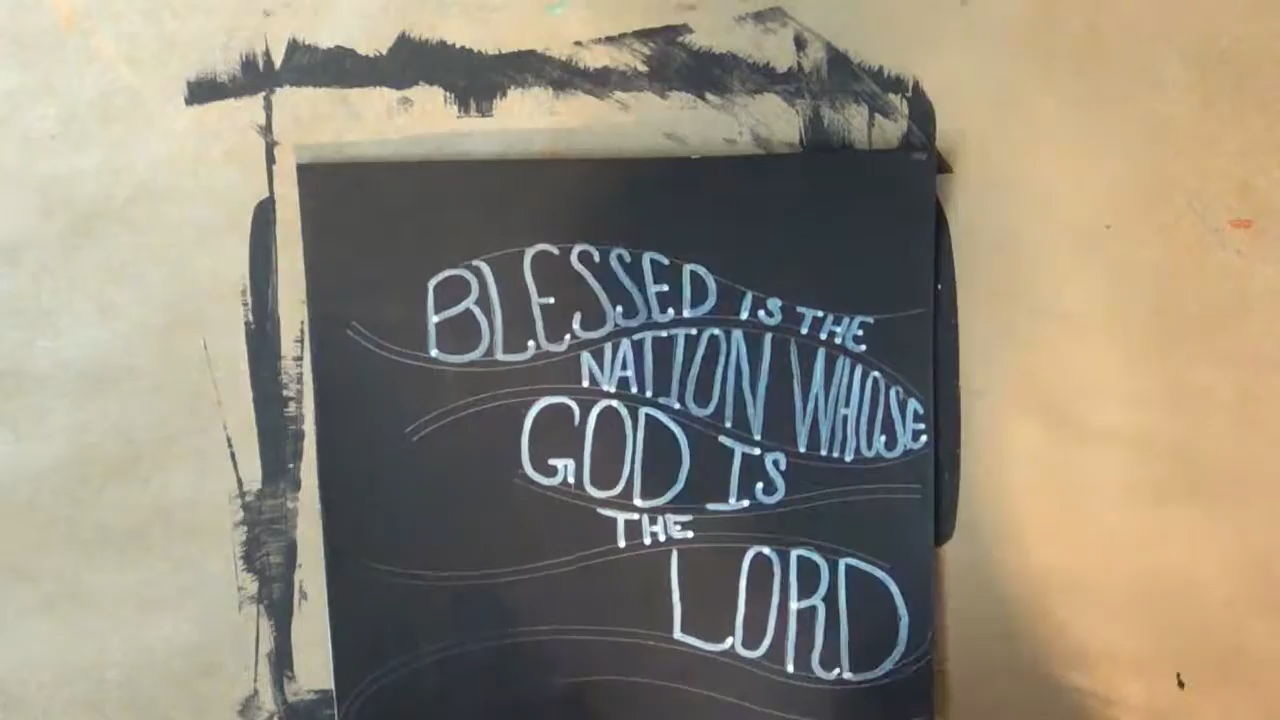 BLESSED IS THE
NATION WHOSE
GOD IS
THE
LORD